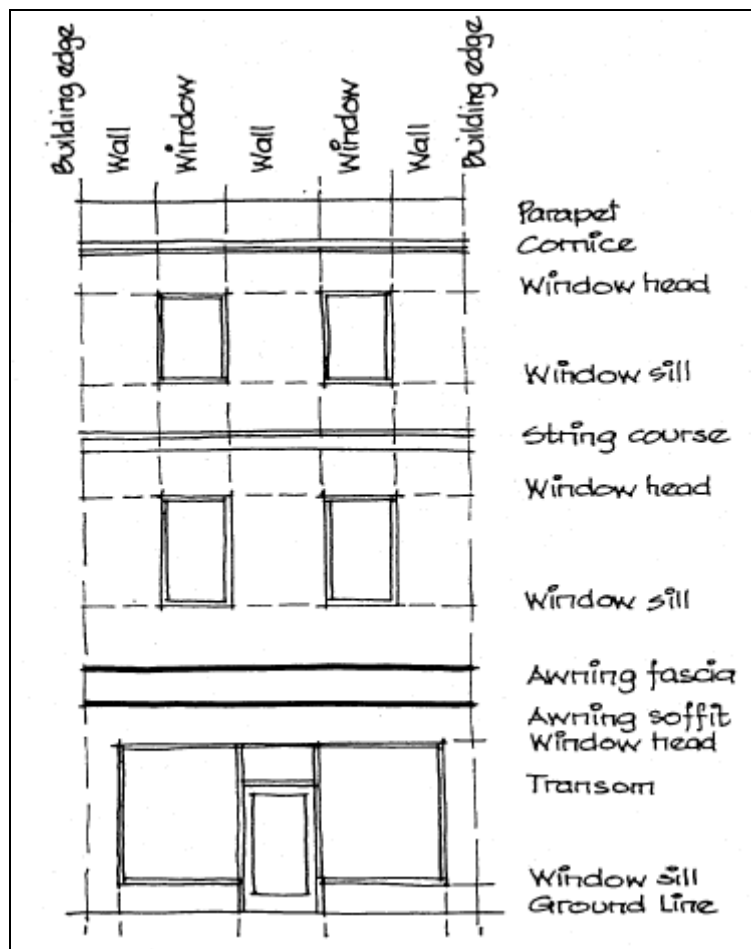 Building edge
Wall
Window
Wall
Window
Wall
Building edge
Parapet
Cornice
Window head
Window sill
String course
Window head
Window sill
Awning fascia
Awning soffit
Window head
Transom
Window sill
Ground Line